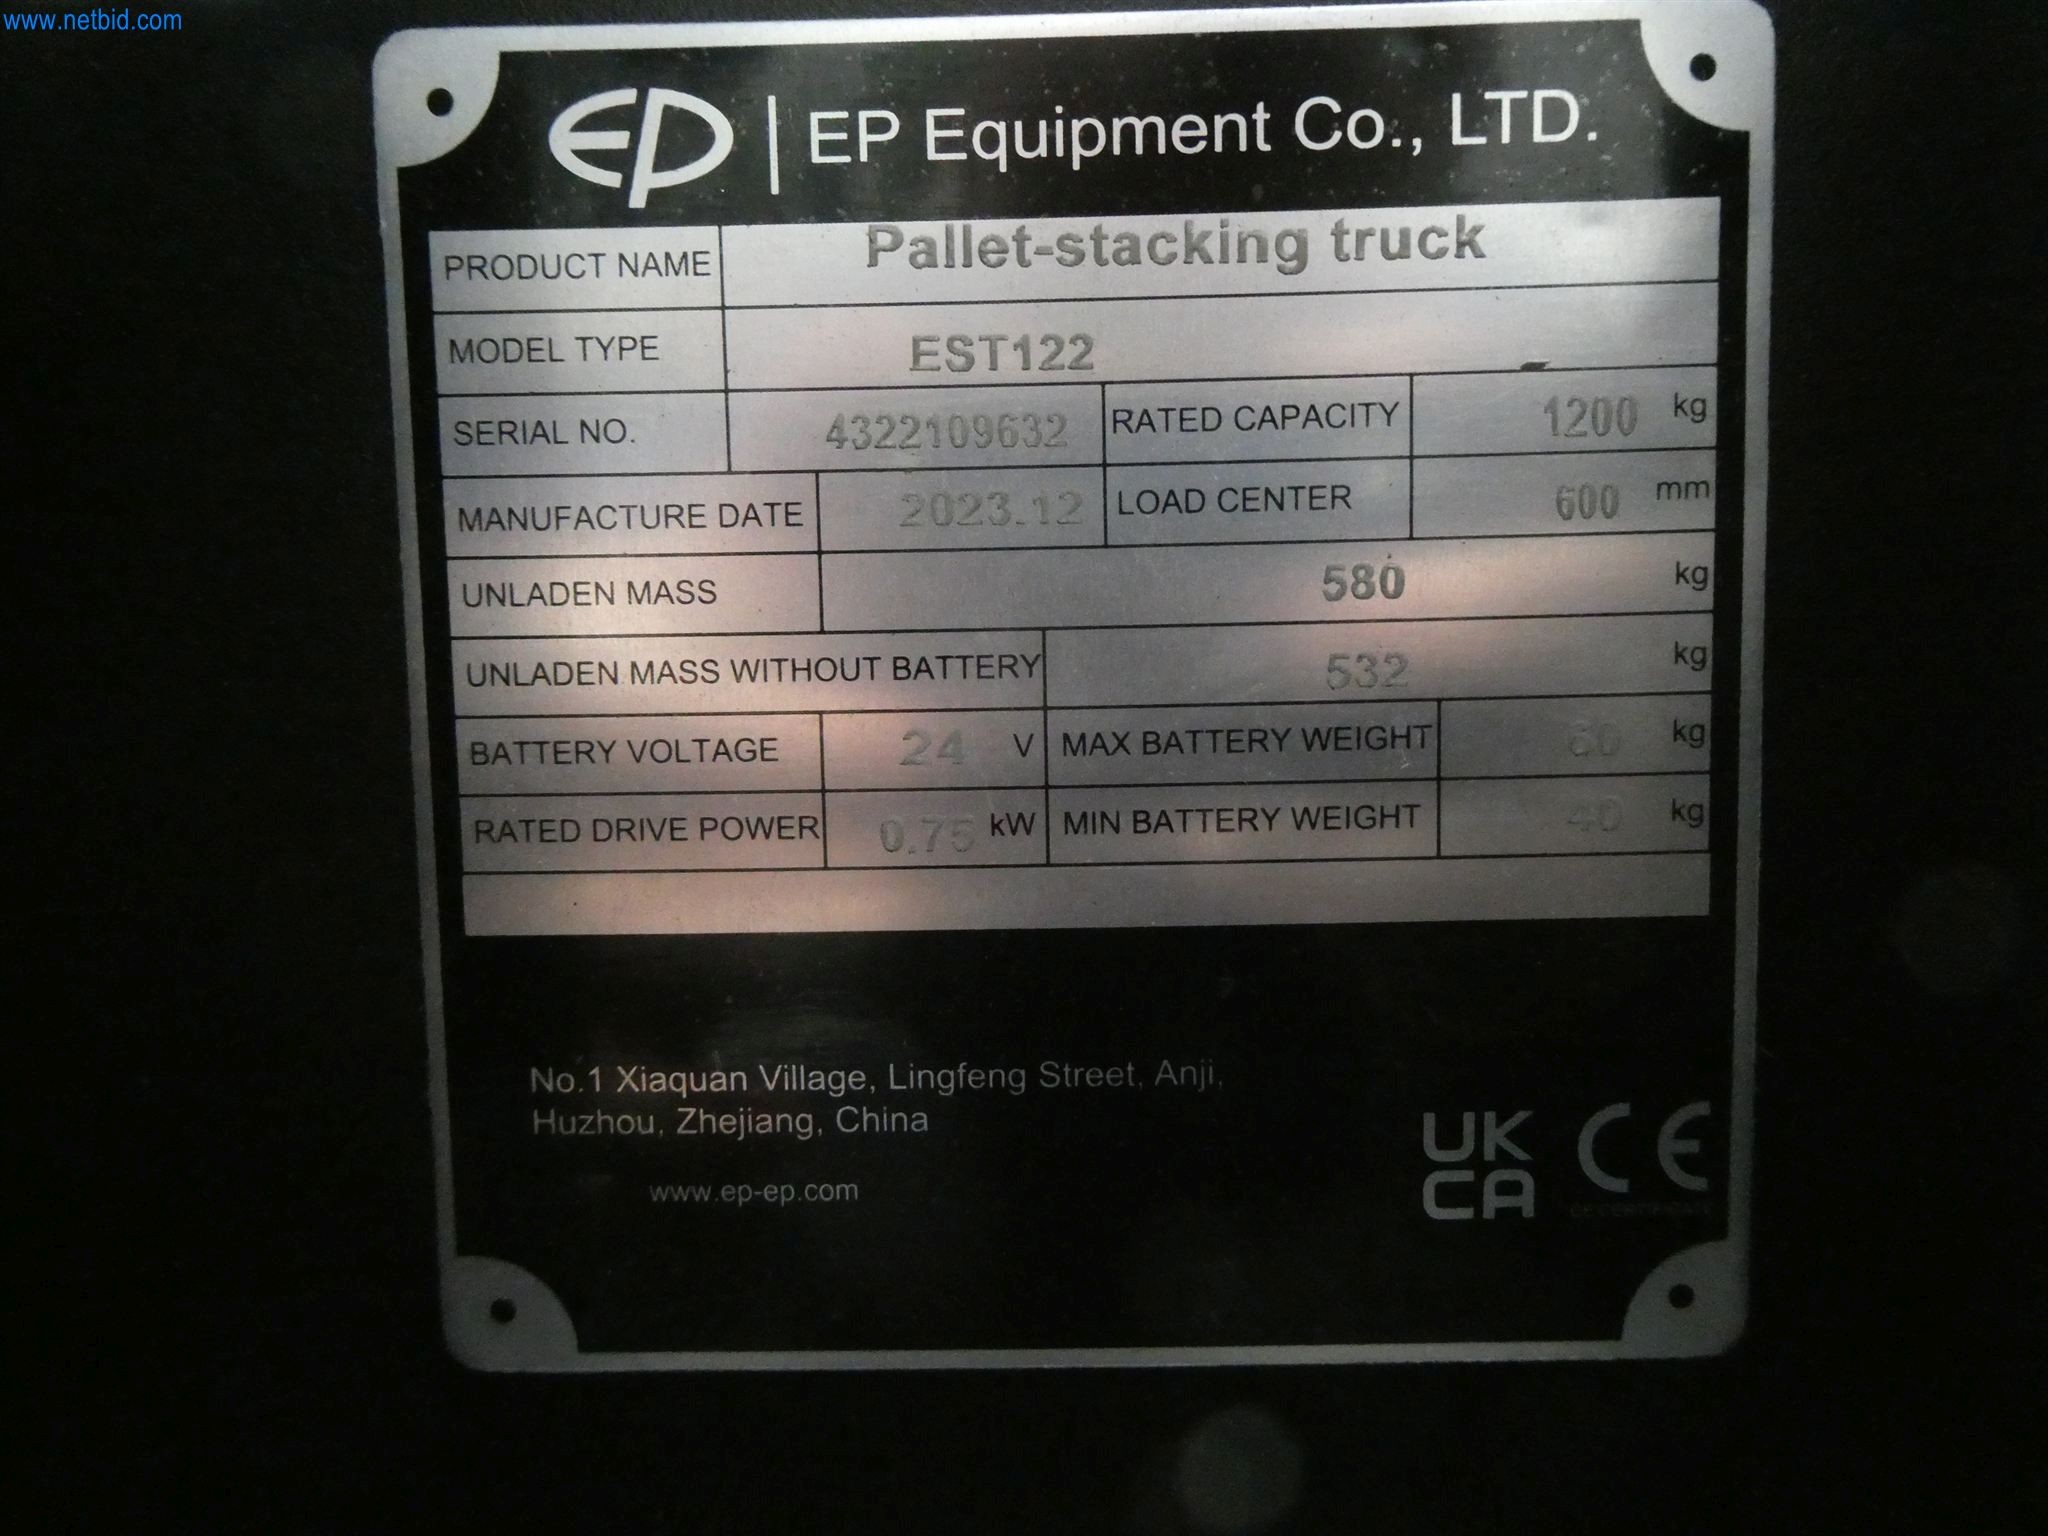 www.netbid.com
EP | EP Equipment Co., LTD.
PRODUCT NAME Pallet-stacking truck
MODEL TYPE EST122
SERIAL NO. 4322109632 RATED CAPACITY 1200 kg
MANUFACTURE DATE 2023.12 LOAD CENTER 600 mm
UNLADEN MASS 580 kg
UNLADEN MASS WITHOUT BATTERY 532 kg
BATTERY VOLTAGE 24 V MAX BATTERY WEIGHT kg
RATED DRIVE POWER 0.75 kW MIN BATTERY WEIGHT 40 kg
No.1 Xiaquan Village, Lingfeng Street, Anji,
Huzhou, Zhejiang, China
www.ep-ep.com
UK
CA
CE
CE CERTIFICATE